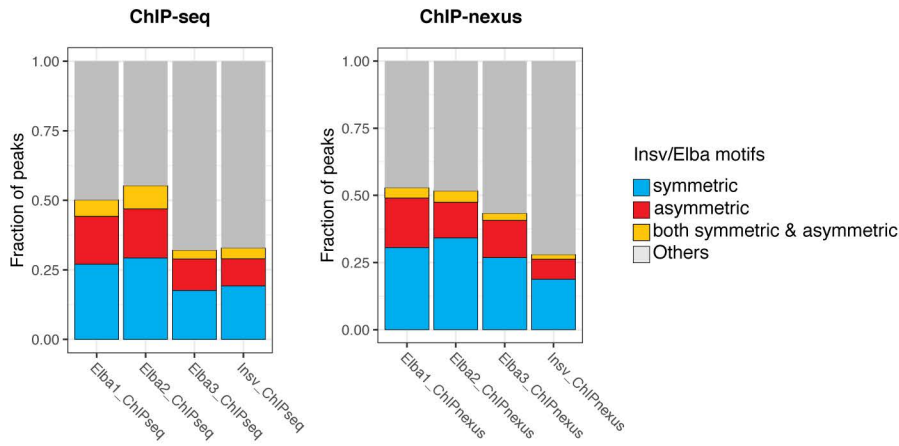 ChIP-seq
Fraction of peaks
1.00
0.75
0.50
0.25
0.00
Elba1_ChIPseq
Elba2_ChIPseq
Elba3_ChIPseq
Insv_ChIPseq
ChIP-nexus
Fraction of peaks
1.00
0.75
0.50
0.25
0.00
Elba1_ChIPnexus
Elba2_ChIPnexus
Elba3_ChIPnexus
Insv_ChIPnexus
Insv/Elba motifs
symmetric
asymmetric
both symmetric & asymmetric
Others